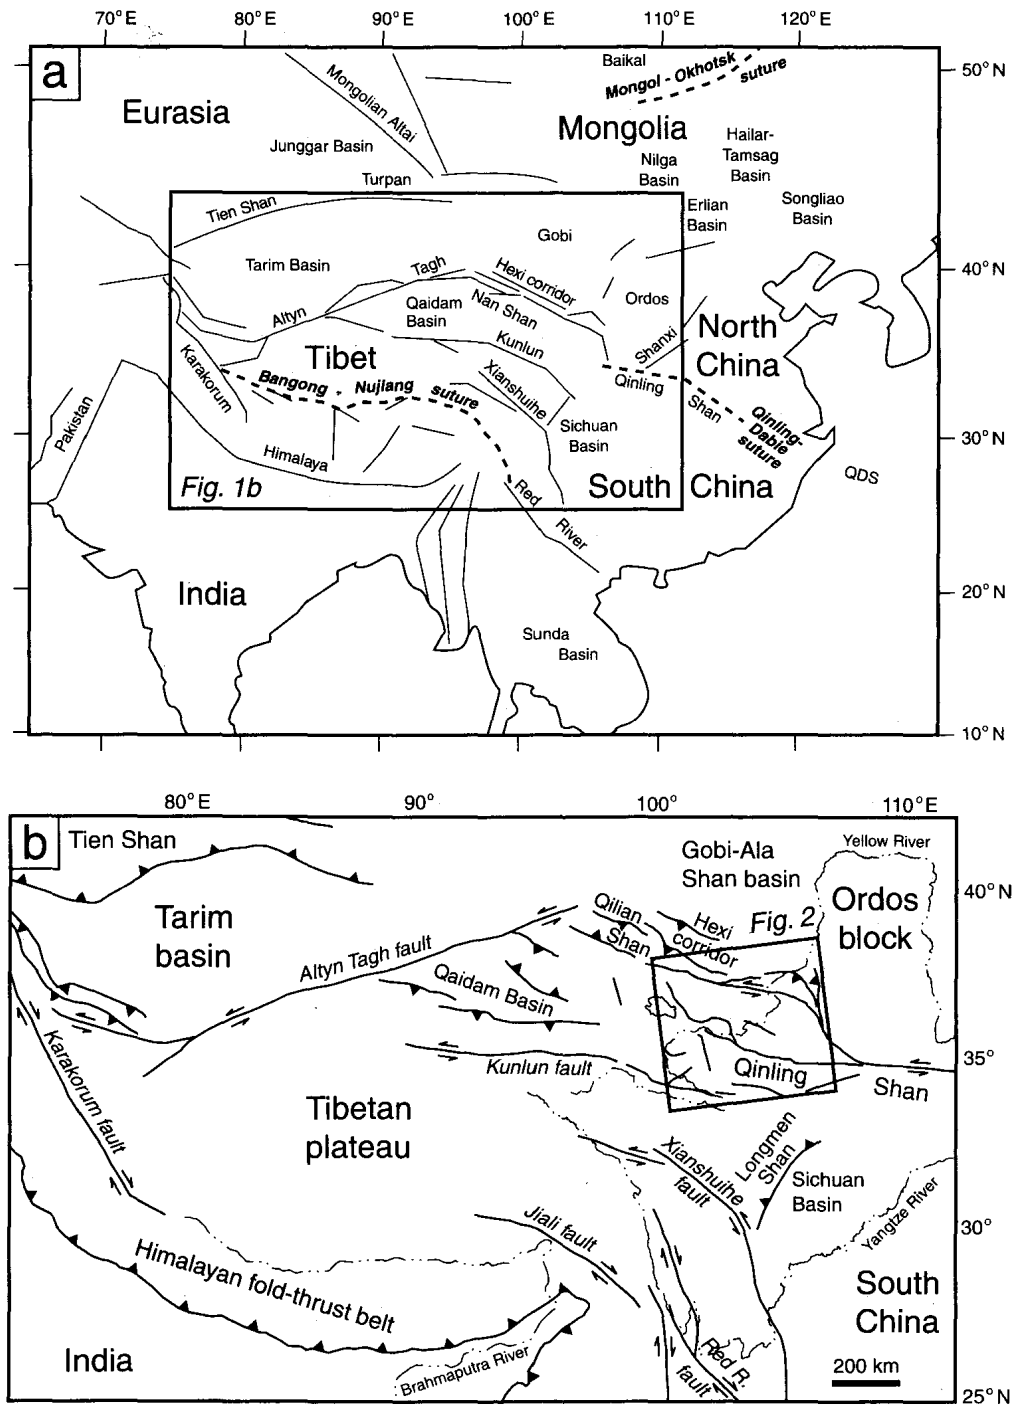 70° E 80° E 90° E 100° E 110° E 120° E
a
Baikal
50° N
Mongol - Okhotsk suture
Mongolian Altai
Eurasia
Mongolia
Junggar Basin
Hailar-
Tamsag
Basin
Nilga
Basin
Turpan
Tien Shan
Erlian
Basin
Songliao
Basin
Gobi
Tarim Basin
Tagh
Hexi corridor
40° N
Altyn
Qaidam
Basin
Nan Shan
Ordos
Shanxi
North
China
Kunlun
Tibet
Karakorum
Xianshuihe
Qinling
Shan
Bangong - Nujiang suture
Qinling-
Dabie
suture
Pakistan
Sichuan
Basin
30° N
Himalaya
QDS
Fig. 1b
South China
Red
River
India
20° N
Sunda
Basin
10° N
80° E 90° 100° 110° E
b
Tien Shan
Yellow River
Gobi-Ala
Shan basin
40° N
Ordos
block
Tarim
basin
Qilian
Shan
Hexi
corridor
Fig. 2
Altyn Tagh fault
Qaidam Basin
Karakorum fault
Kunlun fault
35°
Qinling
Shan
Tibetan
plateau
Xianshuihe
fault
Longmen
Shan
Sichuan
Basin
Yangtze River
Jiali fault
30°
Himalayan fold-thrust belt
South
China
India
Brahmaputra River
Red R.
fault
200 km
25° N